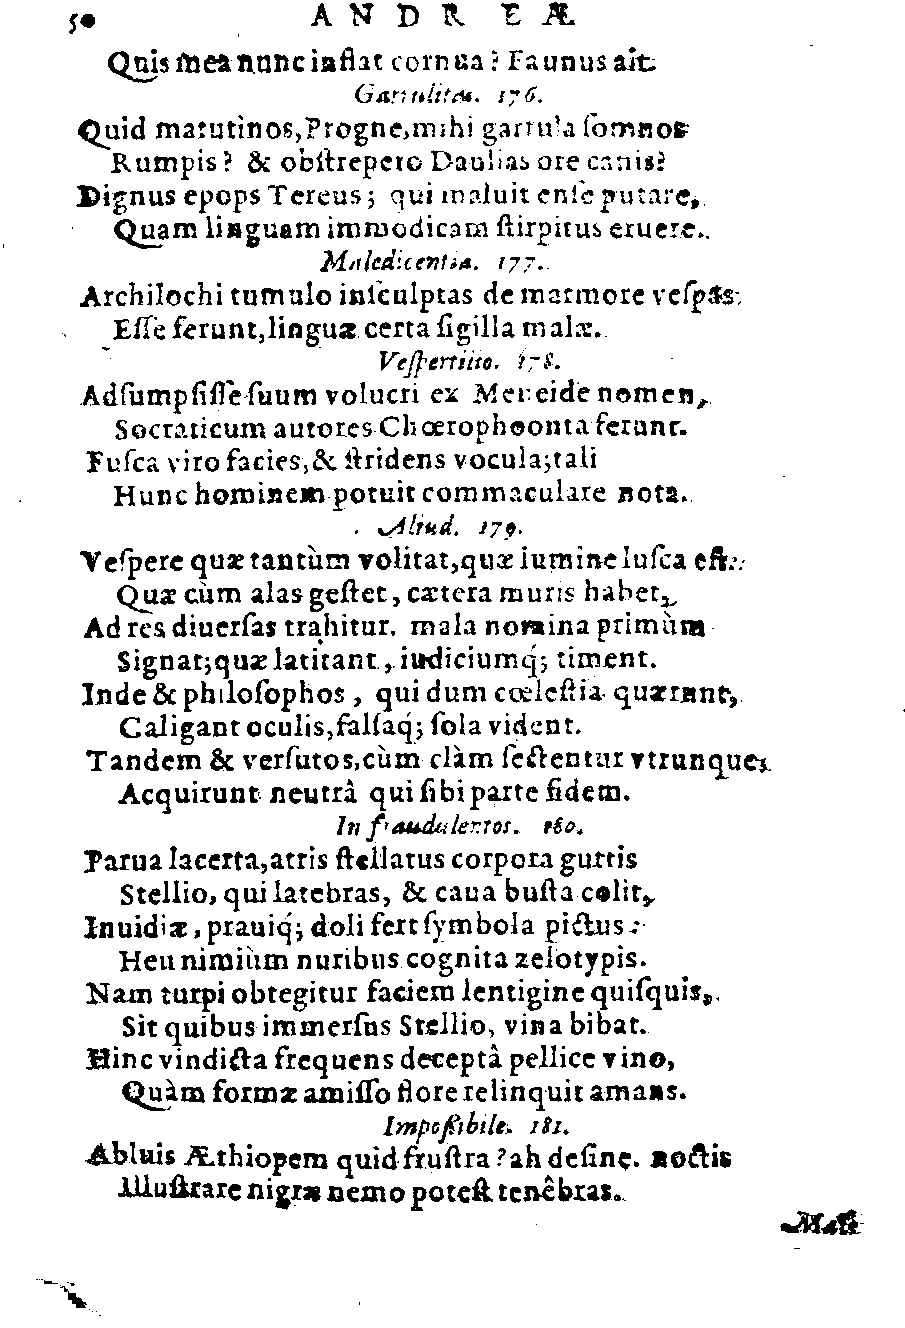 50 ANDREÆ
Quis mea nunc inflat cornua? Faunus ait.
Garrulitas. 176.
Quid matutìnos, Progne, mihi garrula ſomnos
Rumpis? & obſtrepero Daulias ore canis?
Dignus epops Tereus; qui maluit enſe putare,
Quam linguam immodicam ſtirpitus eruere.
Maledicentia. 177.
Archilochi tumulo inſculptas de marmore veſpas
Eſſe ferunt, linguæ certa ſigilla malæ.
Veſpertilio. 178.
Adſumpſiſſe ſuum volucri ex Meneide nomen,
Socraticum autores Chœrophoonta ferunt.
Fuſca viro facies, & ſtridens vocula; tali
Hunc hominem potuit commaculare nota.
Aliud. 179.
Veſpere quæ tantùm volitat, quæ lumine luſca eſt:
Quæ cùm alas geſtet, cætera muris habet,
Ad res diuerſas trahitur. mala nomina primùm
Signat; quæ latitant, iudiciumq́; timent.
Inde & philoſophos, qui dum cœleſtia quærunt,
Caligant oculis, falſaq́; ſola vident.
Tandem & verſutos, cùm clàm ſectentur vtrunque,
Acquirunt neutrâ qui ſibi parte fidem.
In fraudulentos. 180.
Parua lacerta, atris ſtellatus corpora guttis
Stellio, qui latebras, & caua buſta colit,
Inuidiæ, prauiq́; doli fert ſymbola pictus:
Heu nimiùm nuribus cognita zelotypis.
Nam turpi obtegitur faciem lentigine quiſquis,
Sit quibus immerſus Stellio, vina bibat.
Hinc vindicta frequens deceptâ pellice vino,
Quàm formæ amiſſo flore relinquit amans.
Impoßibile. 181.
Abluis Æthiopem quid fruſtra? ah deſine. noctis
Illuſtrare nigræ nemo poteſt tenêbras.